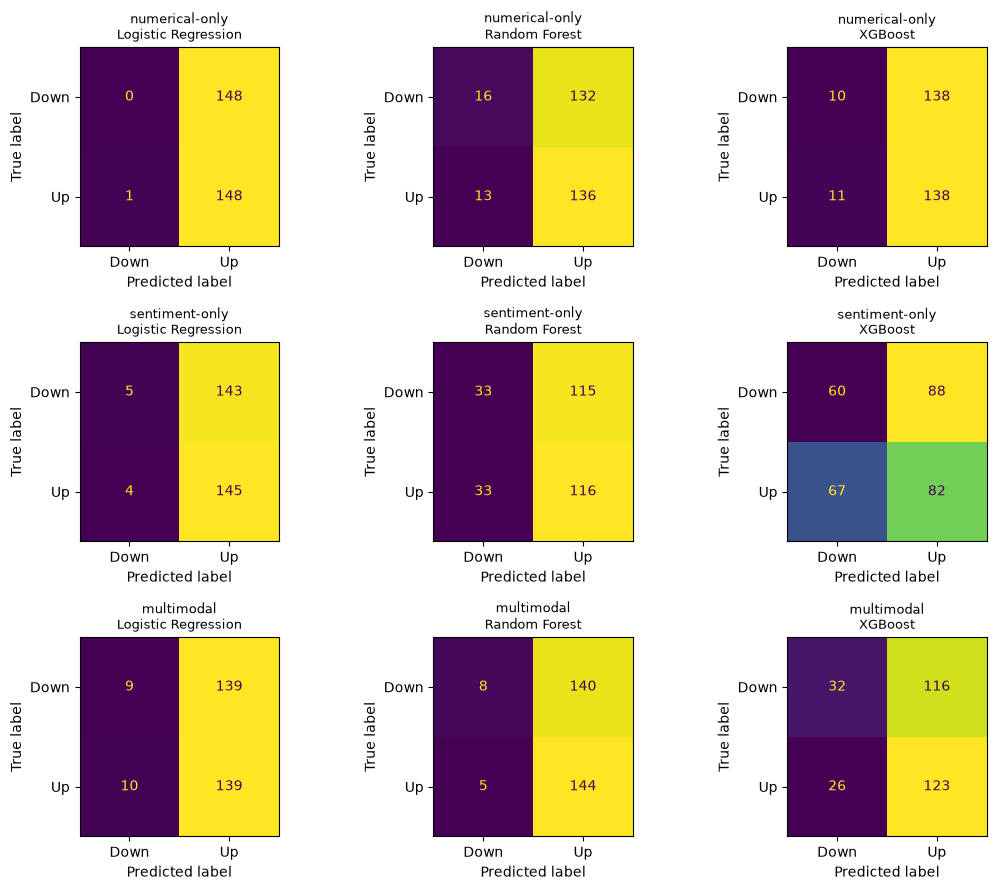 numerical-only
Logistic Regression
numerical-only
Random Forest
numerical-only
XGBoost
True label
Down
0
148
Up
1
148
Down
Up
Predicted label
True label
Down
16
132
Up
13
136
Down
Up
Predicted label
True label
Down
10
138
Up
11
138
Down
Up
Predicted label
sentiment-only
Logistic Regression
sentiment-only
Random Forest
sentiment-only
XGBoost
True label
Down
5
143
Up
4
145
Down
Up
Predicted label
True label
Down
33
115
Up
33
116
Down
Up
Predicted label
True label
Down
60
88
Up
67
82
Down
Up
Predicted label
multimodal
Logistic Regression
multimodal
Random Forest
multimodal
XGBoost
True label
Down
9
139
Up
10
139
Down
Up
Predicted label
True label
Down
8
140
Up
5
144
Down
Up
Predicted label
True label
Down
32
116
Up
26
123
Down
Up
Predicted label